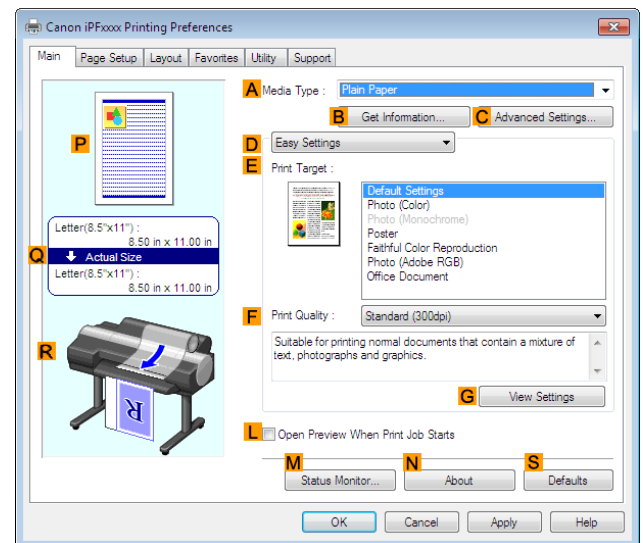 Canon iPFxxxx Printing Preferences
Main Page Setup Layout Favorites Utility Support
A Media Type : Plain Paper
B Get Infomation... C Advanced Settings...
D Easy Settings
E Print Target :
Default Settings
Photo (Color)
Photo (Monochrome)
Poster
Faithful Color Reproduction
Photo (Adobe RGB)
Office Document
F Print Quality : Standard (300dpi)
Suitable for printing normal documents that contain a mixture of
text, photographs and graphics.
G View Settings
L Open Preview When Print Job Starts
M Status Monitor... N About S Defaults
P
Letter(8.5"x11") :
8.50 in x 11.00 in
Q Actual Size
Letter(8.5"x11") :
8.50 in x 11.00 in
R
R
OK Cancel Apply Help